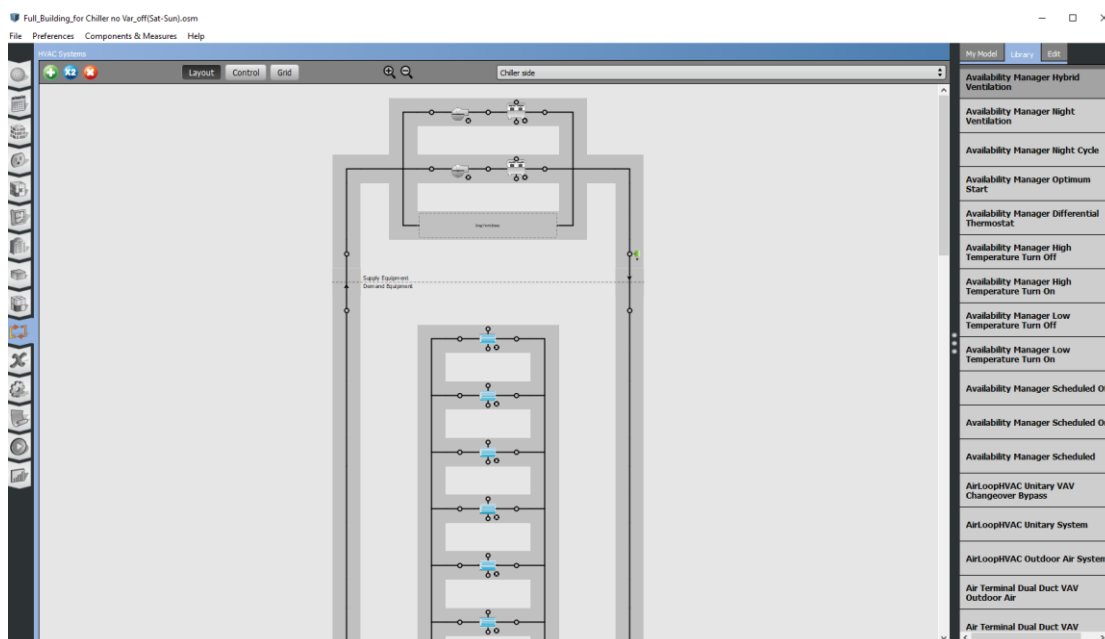 Full_Building_for Chiller no Var_off(Sat-Sun).osm
File Preferences Components & Measures Help
HVAC Systems
My Model Library Edit
Layout Control Grid
Chiller side
Availability Manager Hybrid
Ventilation
Availability Manager Night
Ventilation
Availability Manager Night Cycle
Availability Manager Optimum
Start
Availability Manager Differential
Thermostat
Availability Manager High
Temperature Turn Off
Availability Manager High
Temperature Turn On
Availability Manager Low
Temperature Turn Off
Availability Manager Low
Temperature Turn On
Availability Manager Scheduled O
Availability Manager Scheduled O
Availability Manager Scheduled
AirLoopHVAC Unitary VAV
Changeover Bypass
AirLoopHVAC Unitary System
AirLoopHVAC Outdoor Air System
Air Terminal Dual Duct VAV
Outdoor Air
Air Terminal Dual Duct VAV
Supply Equipment
Demand Equipment